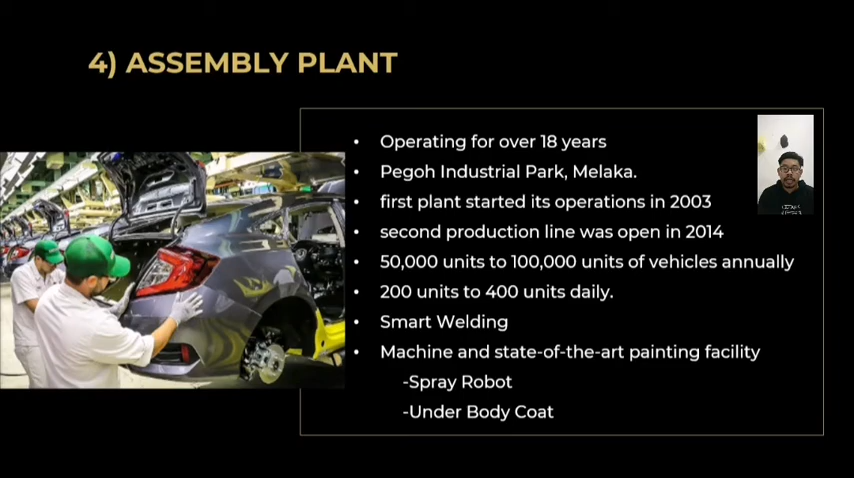 4) ASSEMBLY PLANT
• Operating for over 18 years
• Pegoh Industrial Park, Melaka.
• first plant started its operations in 2003
• second production line was open in 2014
• 50,000 units to 100,000 units of vehicles annually
• 200 units to 400 units daily.
• Smart Welding
• Machine and state-of-the-art painting facility
-Spray Robot
-Under Body Coat